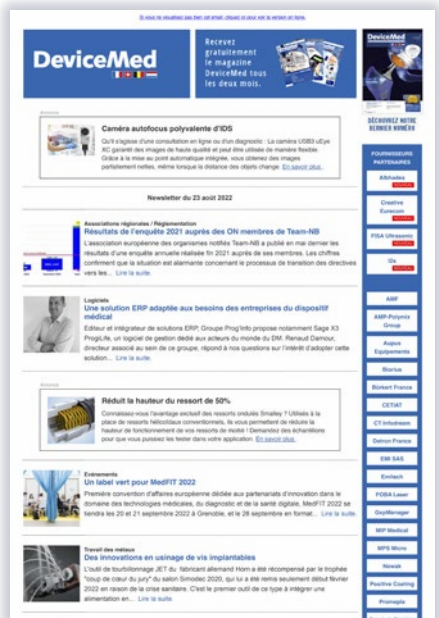 Si vous ne visualisez pas bien cet email, cliquez ici pour voir la version en ligne.
DeviceMed
Recevez
gratuitement
le magazine
DeviceMed tous
les deux mois.
DeviceMed
DÉCOUVREZ NOTRE
DERNIER NUMÉRO
Annonce
Caméra autofocus polyvalente d'IDS
Qu'il s'agisse d'une consultation en ligne ou d'un diagnostic : La caméra USB3 uEye
XC garantit des images de haute qualité et peut être utilisée de manière flexible.
Grâce à la mise au point automatique intégrée, vous obtenez des images
parfaitement nettes, même lorsque la distance des objets change. En savoir plus.
Newsletter du 23 août 2022
Associations régionales / Réglementation
Résultats de l'enquête 2021 auprès des ON membres de Team-NB
L'association européenne des organismes notifiés Team-NB a publié en mai dernier les
résultats d'une enquête annuelle réalisée fin 2021 auprès de ses membres. Les chiffres
confirment que la situation est alarmante concernant le processus de transition des directives
vers les... Lire la suite.
Logiciels
Une solution ERP adaptée aux besoins des entreprises du dispositif
médical
Editeur et intégrateur de solutions ERP, Groupe Prog'Info propose notamment Sage X3
ProgiLife, un logiciel de gestion dédié aux acteurs du monde du DM. Renaud Damour,
directeur associé au sein de ce groupe, répond à nos questions sur l'intérêt d'adopter cette
solution... Lire la suite.
Annonce
Réduit la hauteur du ressort de 50%
Connaissez-vous l'avantage exclusif des ressorts ondulés Smalley ? Utilisés à la
place de ressorts hélicoïdaux conventionnels, ils vous permettent de réduire la
hauteur de fonctionnement de vos ressorts de moitié ! Demandez des échantillons
pour que vous puissiez les tester dans votre application. En savoir plus.
Evénements
Un label vert pour MedFIT 2022
Première convention d'affaires européenne dédiée aux partenariats d'innovation dans le
domaine des technologies médicales, du diagnostic et de la santé digitale, MedFIT 2022 se
tiendra les 20 et 21 septembre 2022 à Grenoble, et le 28 septembre en format... Lire la suite.
Travail des métaux
Des innovations en usinage de vis implantables
L'outil de tourbillonnage JET du fabricant allemand Horn a été récompensé par le trophée
"coup de cœur du jury" du salon Simodec 2020, qui lui a été remis seulement début février
2022 en raison de la crise sanitaire. C'est le premier outil de ce type à intégrer une
alimentation en... Lire la suite.
FOURNISSEURS
PARTENAIRES
Albhades
NOUVEAU
Creative
Eurecom
NOUVEAU
FISA Ultrasonic
NOUVEAU
IDs
NOUVEAU
AMF
AMP-Polymix
Group
Aupus
Equipements
Biorius
Bürkert France
CETIAT
CT Infodream
Datron France
EMI SAS
Emitech
FOBA Laser
GxpManager
MIP Medical
MPS Micro
Nowak
Positive Coating
Promepla